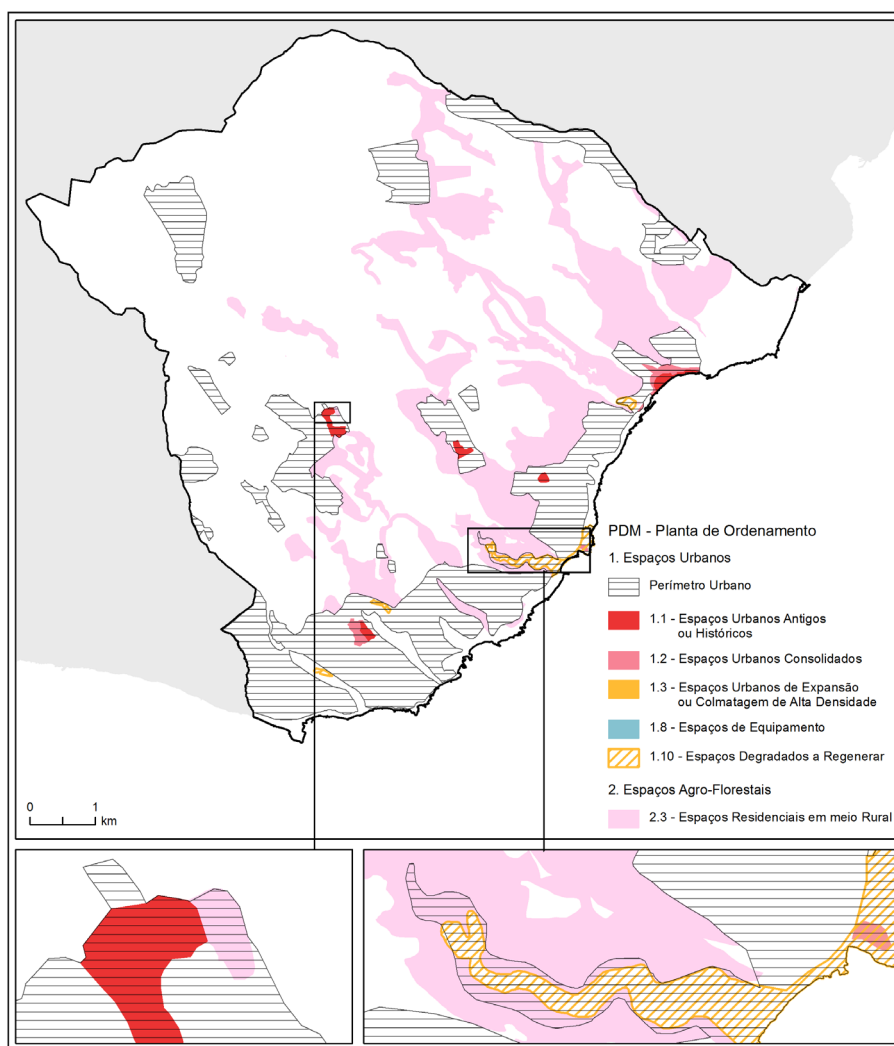 PDM - Planta de Ordenamento
1. Espaços Urbanos
Perímetro Urbano
1.1 - Espaços Urbanos Antigos
ou Históricos
1.2 - Espaços Urbanos Consolidados
1.3 - Espaços Urbanos de Expansão
ou Colmatagem de Alta Densidade
1.8 - Espaços de Equipamento
1.10 - Espaços Degradados a Regenerar
2. Espaços Agro-Florestais
2.3 - Espaços Residenciais em meio Rural
0 1
km